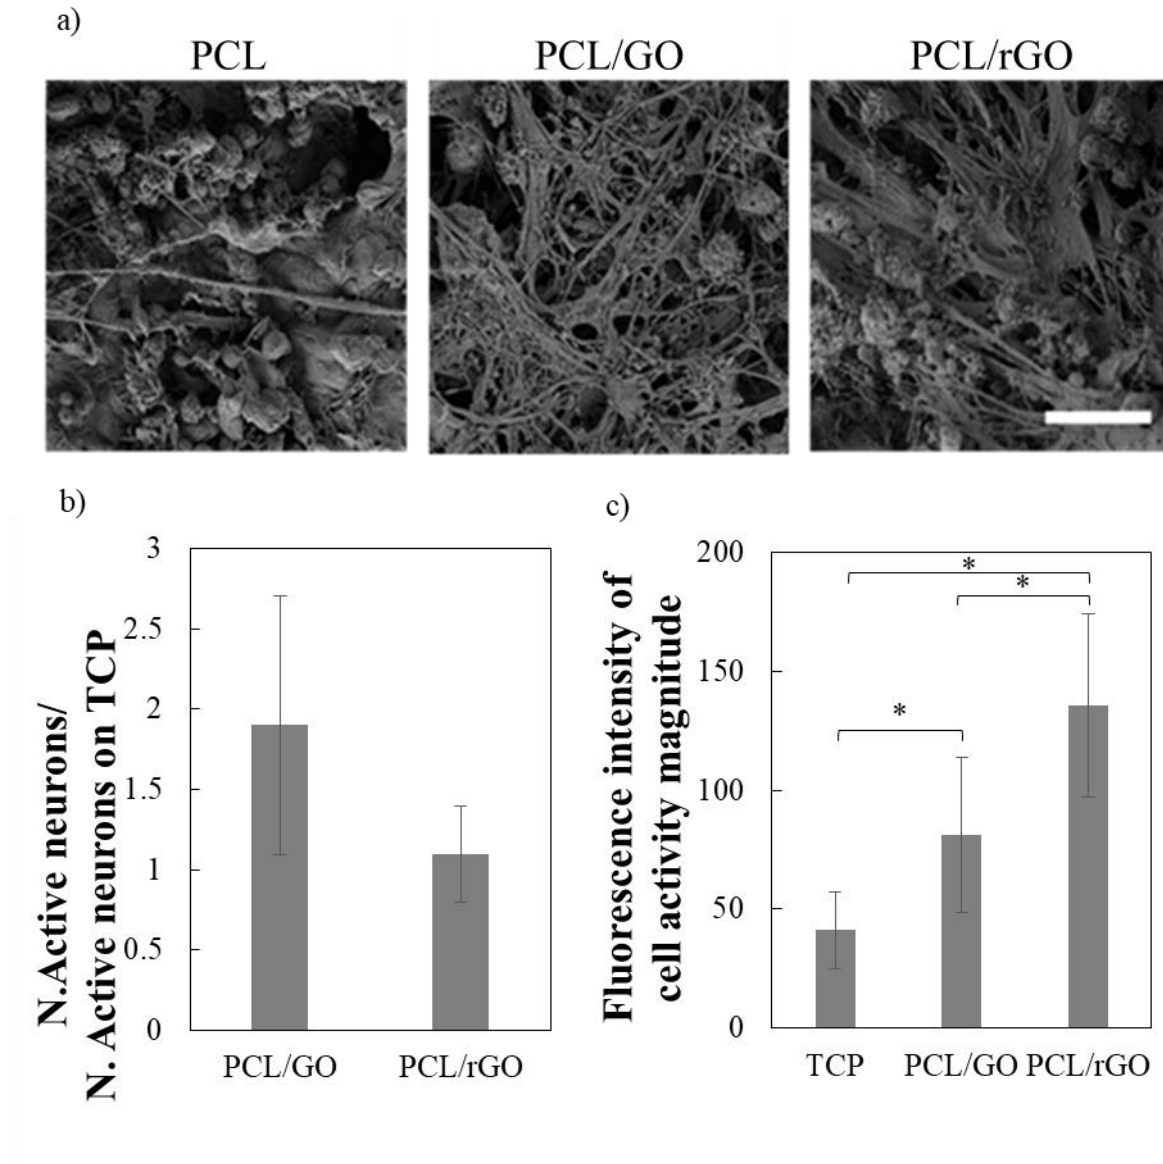 a)
PCL
PCL/GO
PCL/rGO
b)
N.Active neurons/
N. Active neurons on TCP
3
2.5
2
1.5
1
0.5
0
PCL/GO
PCL/rGO
c)
Fluorescence intensity of
cell activity magnitude
200
150
100
50
0
*
*
*
TCP
PCL/GO
PCL/rGO